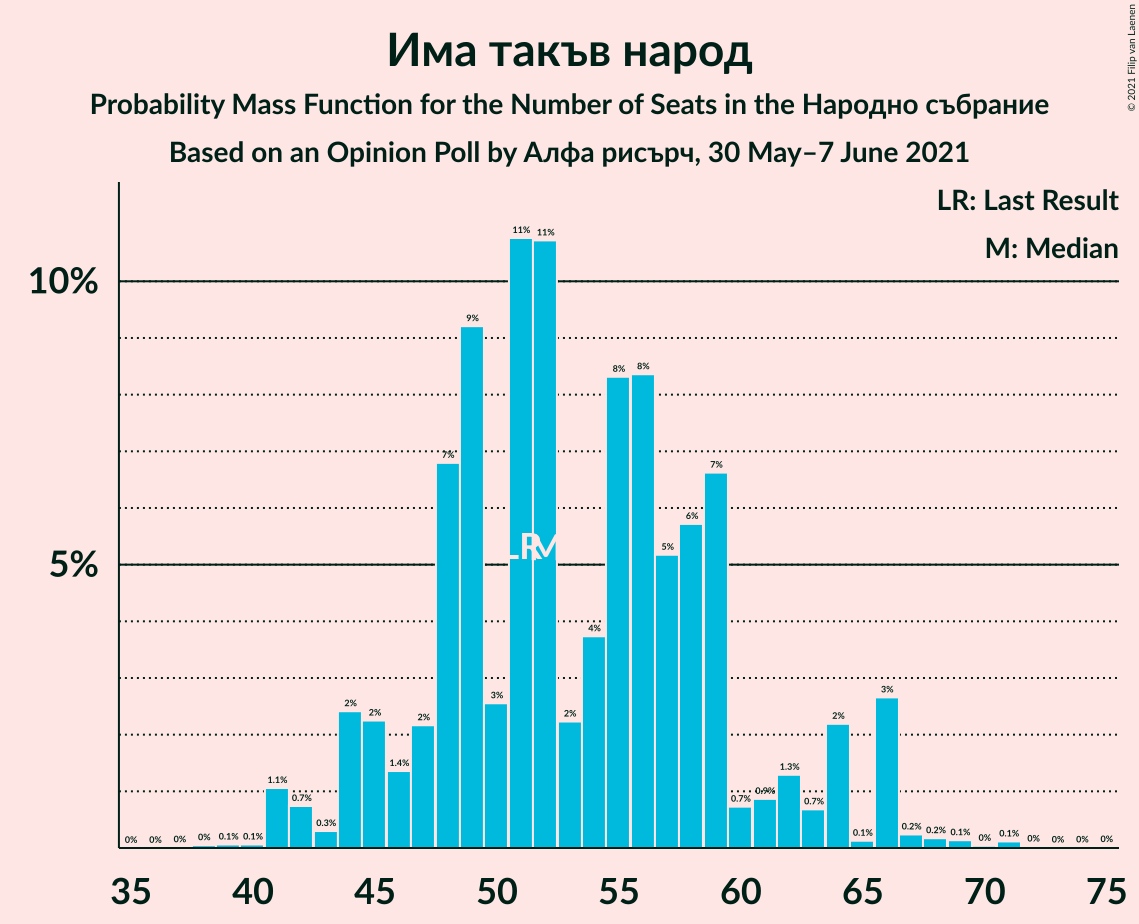 Има такъв народ
Probability Mass Function for the Number of Seats in the Народно събрание
Based on an Opinion Poll by Алфа рисърч, 30 May–7 June 2021
© 2021 Filip van Laenen
LR: Last Result
M: Median
10%
5%
0% 0% 0% 0% 0.1% 0.1% 1.1% 0.7% 0.3% 2% 2% 1.4% 2% 7% 9% 3% 11% 11% 2% 4% 8% 8% 5% 6% 7% 0.7% 0.9% 1.3% 0.7% 2% 0.1% 3% 0.2% 0.2% 0.1% 0% 0.1% 0% 0% 0% 0%
LR M
35 40 45 50 55 60 65 70 75